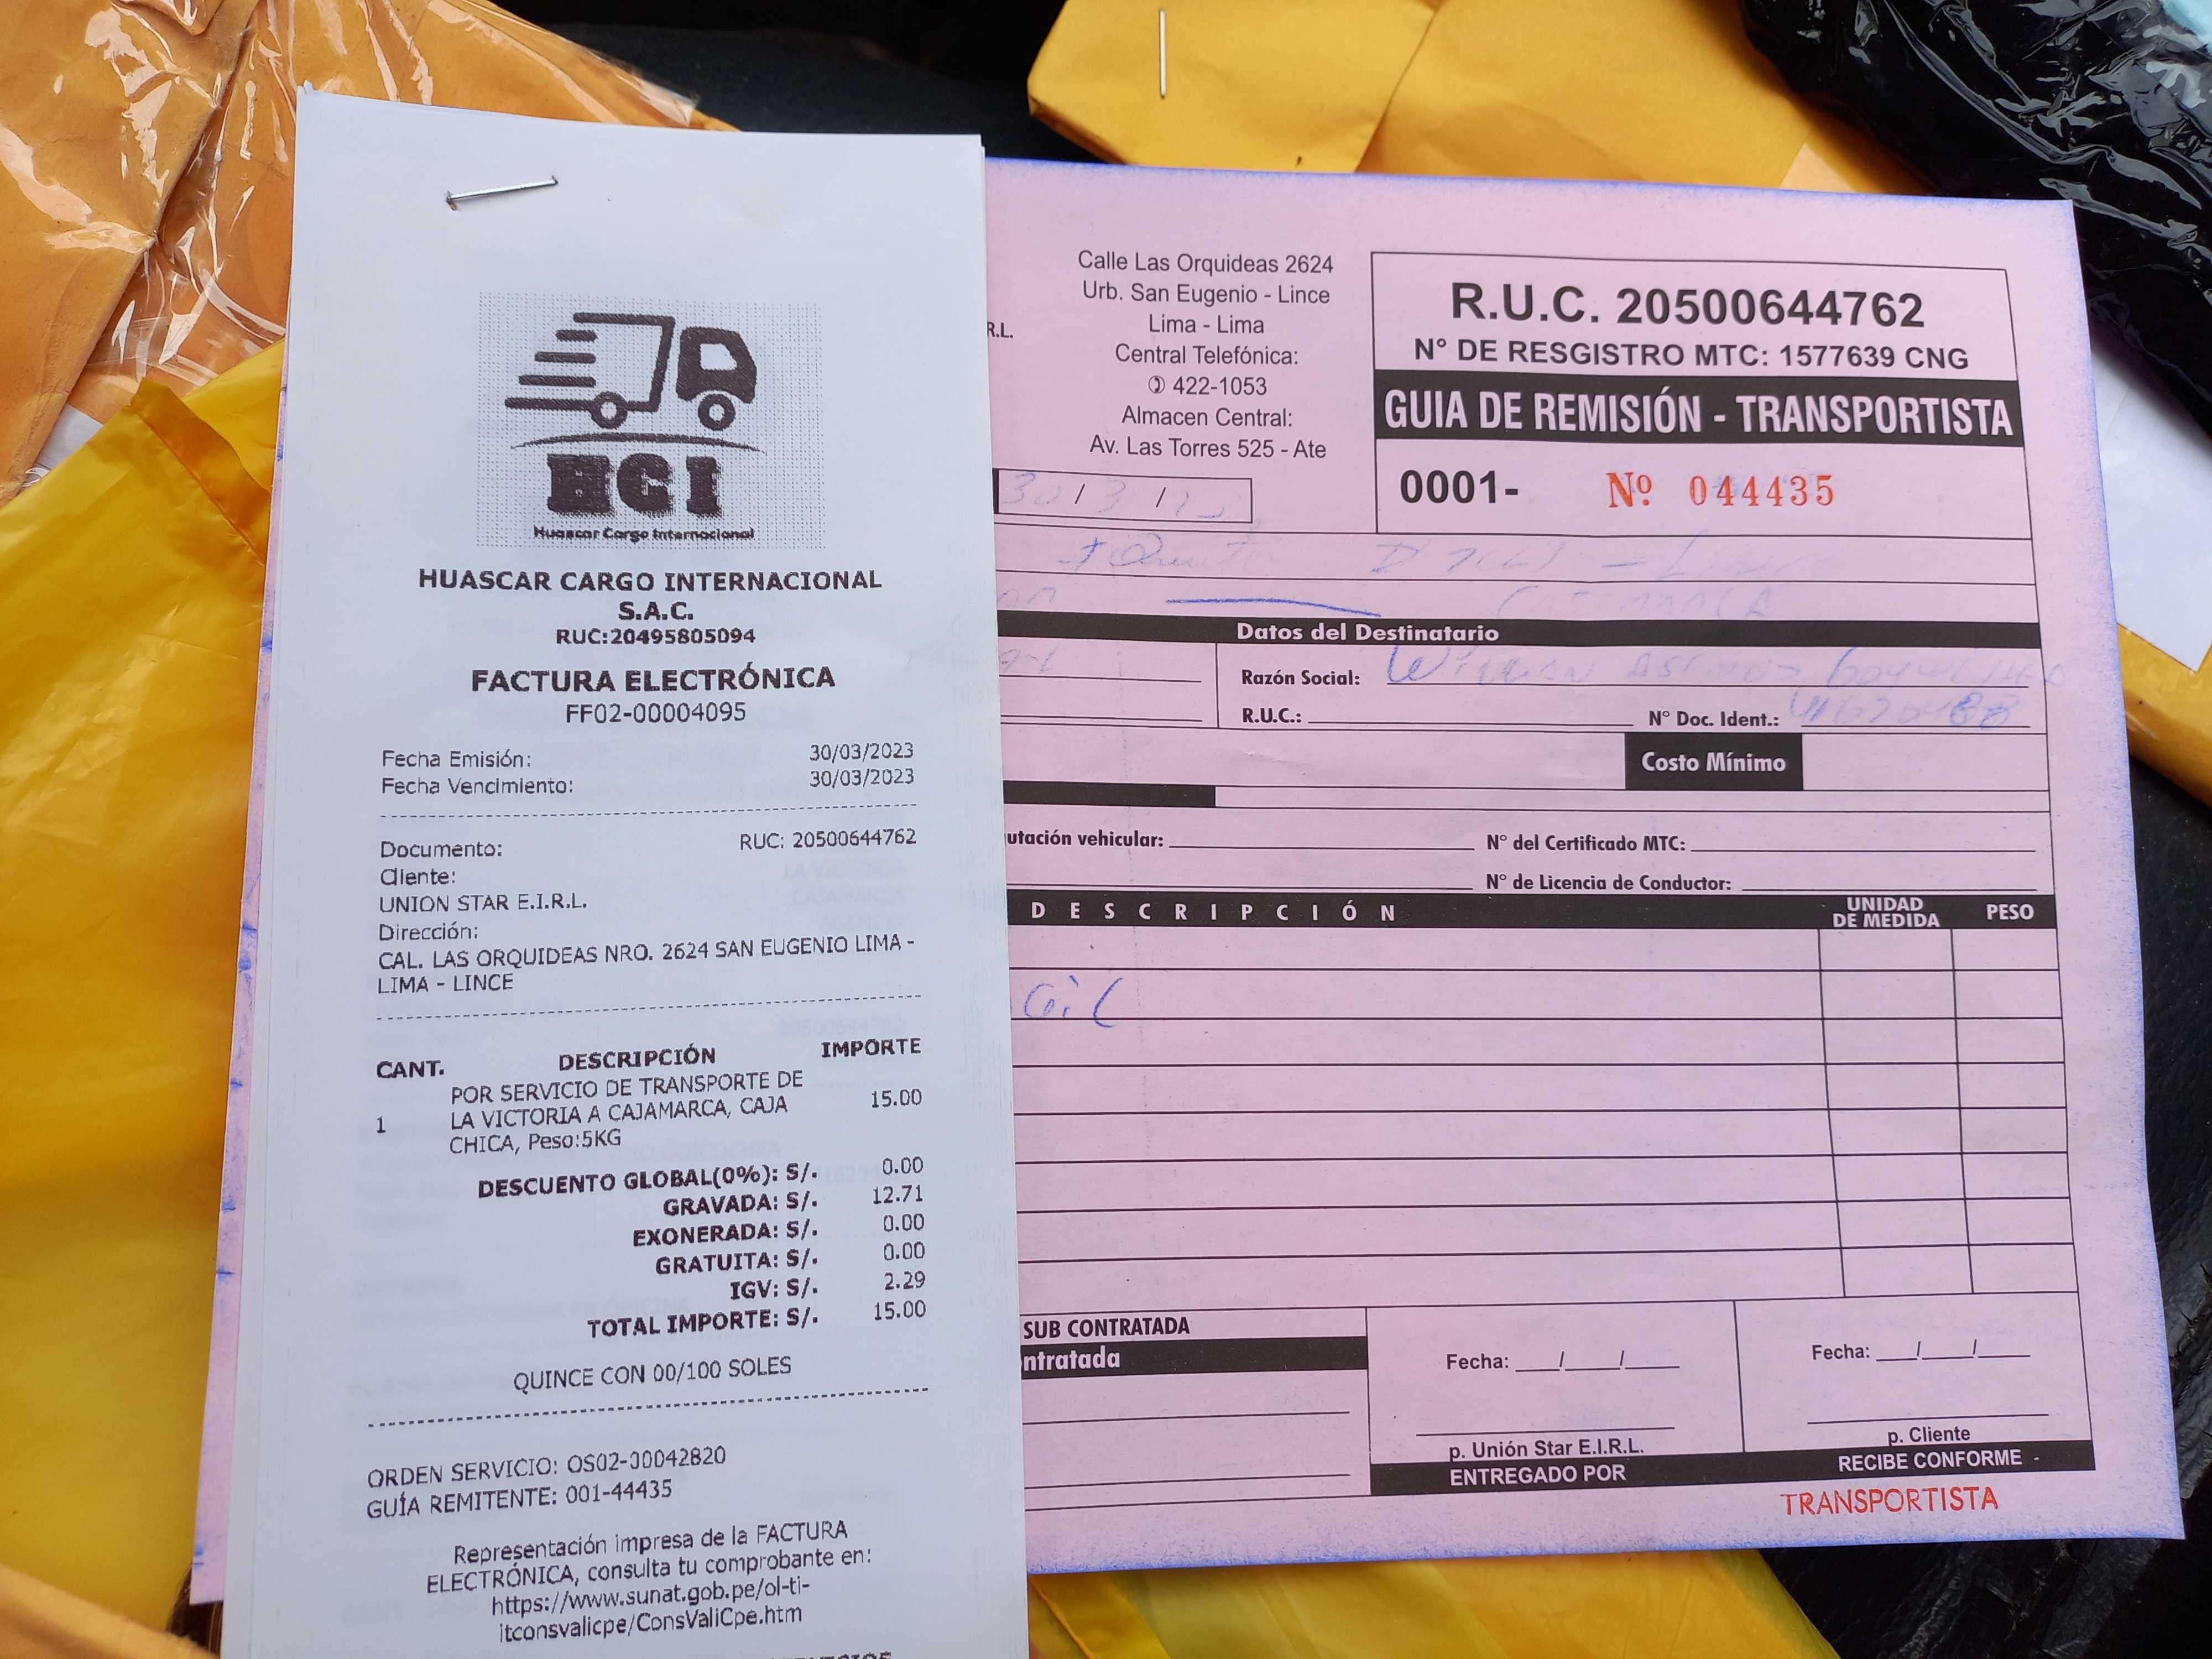 HCI
Huascar Cargo Internacional
HUASCAR CARGO INTERNACIONAL
S.A.C.
RUC:20495805094
FACTURA ELECTRÓNICA
FF02-00004095
Fecha Emisión: 30/03/2023
Fecha Vencimiento: 30/03/2023
Documento: RUC: 20500644762
Cliente:
UNION STAR E.I.R.L.
Dirección:
CAL. LAS ORQUIDEAS NRO. 2624 SAN EUGENIO LIMA -
LIMA - LINCE
CANT. DESCRIPCIÓN IMPORTE
POR SERVICIO DE TRANSPORTE DE
1 LA VICTORIA A CAJAMARCA, CAJA 15.00
CHICA, Peso:5KG
DESCUENTO GLOBAL(0%): S/. 0.00
GRAVADA: S/. 12.71
EXONERADA: S/. 0.00
GRATUITA: S/. 0.00
IGV: S/. 2.29
TOTAL IMPORTE: S/. 15.00
QUINCE CON 00/100 SOLES
ORDEN SERVICIO: OS02-00042820
GUÍA REMITENTE: 001-44435
Representación impresa de la FACTURA
ELECTRÓNICA, consulta tu comprobante en:
https://www.sunat.gob.pe/ol-ti-
itconsvalicpe/ConsValiCpe.htm
R.L.
Calle Las Orquideas 2624
Urb. San Eugenio - Lince
Lima - Lima
Central Telefónica:
422-1053
Almacen Central:
Av. Las Torres 525 - Ate
R.U.C. 20500644762
N° DE RESGISTRO MTC: 1577639 CNG
GUIA DE REMISIÓN - TRANSPORTISTA
0001- Nº 044435
Datos del Destinatario
Razón Social:
R.U.C.: N° Doc. Ident.:
Costo Mínimo
utación vehicular: N° del Certificado MTC:
N° de Licencia de Conductor:
DESCRIPCIÓN UNIDAD DE MEDIDA PESO
SUB CONTRATADA
ntratada
Fecha: / /
p. Unión Star E.I.R.L.
ENTREGADO POR
Fecha: / /
p. Cliente
RECIBE CONFORME -
TRANSPORTISTA